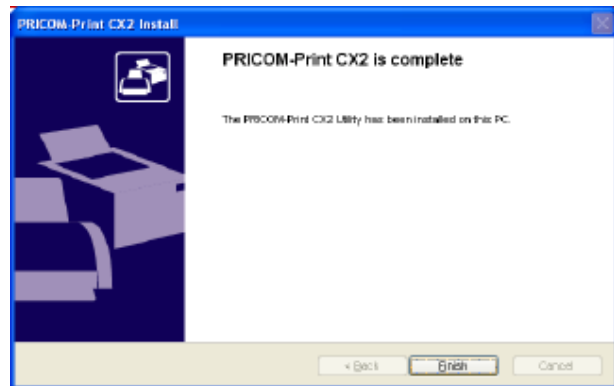 PRICOM-Print CX2 Install
PRICOM-Print CX2 is complete
The PRICOM-Print CX2 Utility has been installed on this PC.
< Back
Finish
Cancel